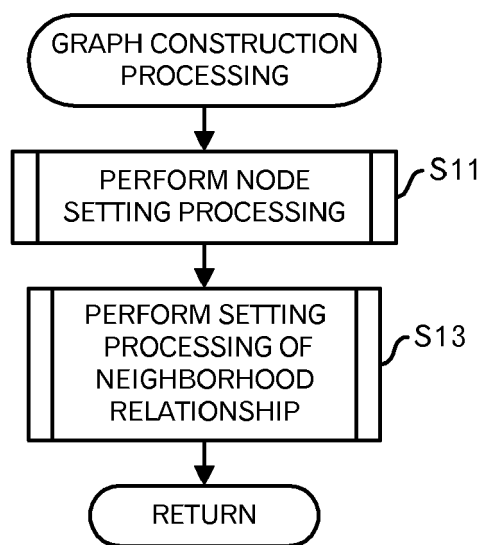 GRAPH CONSTRUCTION
PROCESSING
PERFORM NODE
SETTING PROCESSING
S11
PERFORM SETTING
PROCESSING OF
NEIGHBORHOOD
RELATIONSHIP
S13
RETURN